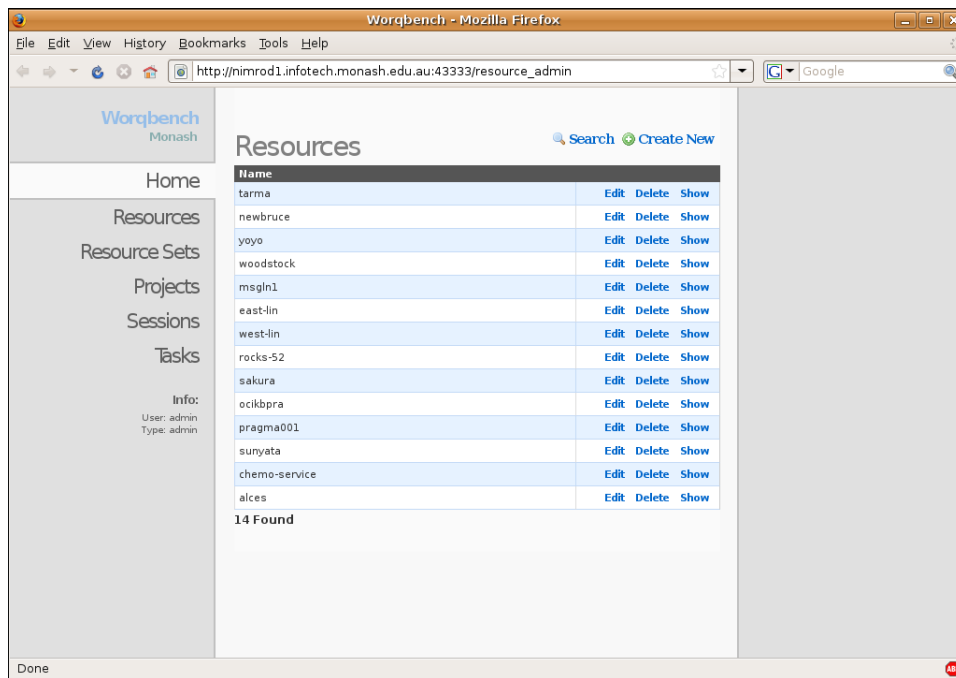 Worqbench - Mozilla Firefox
File Edit View History Bookmarks Tools Help
http://nimrod1.infotech.monash.edu.au:43333/resource_admin
G Google
Worqbench
Monash
Home
Resources
Resource Sets
Projects
Sessions
Tasks
Info:
User: admin
Type: admin
Resources
Search Create New
Name
tarma Edit Delete Show
newbruce Edit Delete Show
yoyo Edit Delete Show
woodstock Edit Delete Show
msgln1 Edit Delete Show
east-lin Edit Delete Show
west-lin Edit Delete Show
rocks-52 Edit Delete Show
sakura Edit Delete Show
ocikbpra Edit Delete Show
pragma001 Edit Delete Show
sunyata Edit Delete Show
chemo-service Edit Delete Show
alces Edit Delete Show
14 Found
Done